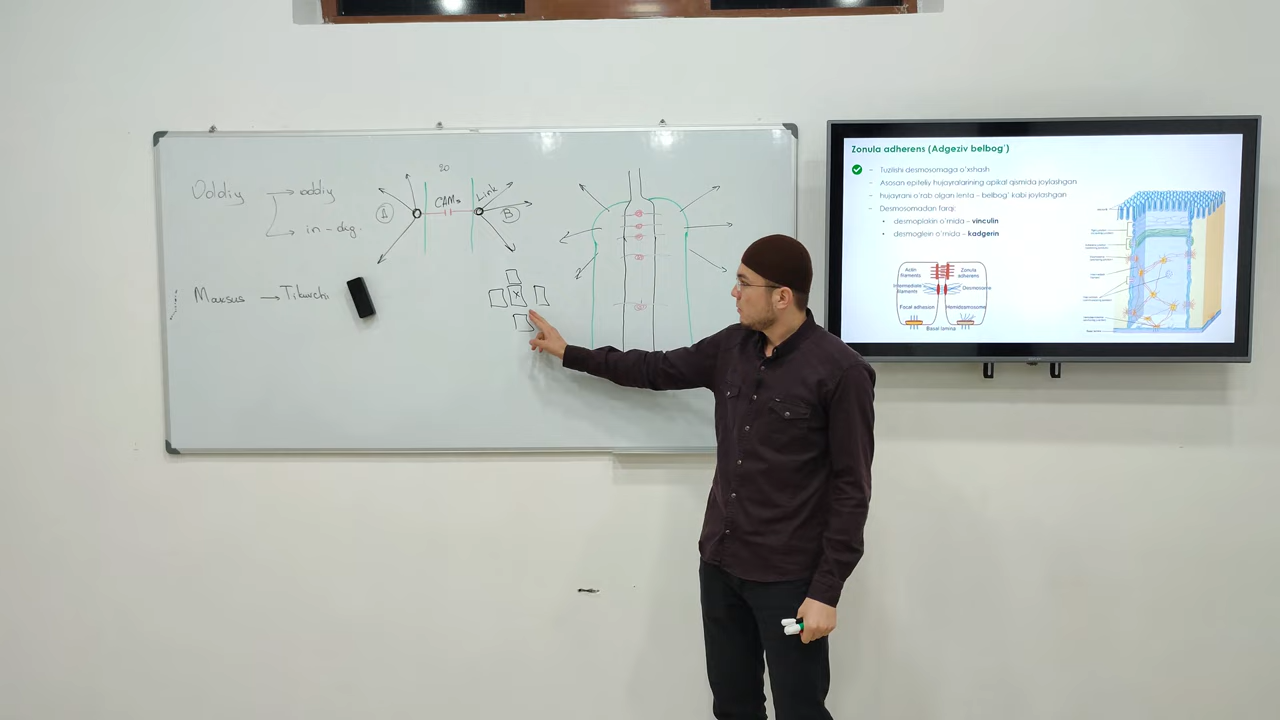 Oddiy → oddiy
in - dig.
Maxsus → Tikuvchi
20
A
CAMs
Link
B
x
Zonula adherens (Adgeziv belbog')
– Tuzilishi desmosomaga o'xshash
– Asosan epiteliy hujayralarining apikal qismida joylashgan
– hujayrani o'rab olgan lenta – belbog' kabi joylashgan
– Desmosomadan farqi:
• desmoplakin o'rnida – vinculin
• desmoglein o'rnida – kadgerin
Actin filaments
Zonula adherens
Intermediate filaments
Desmosome
Focal adhesion
Hemidesmosome
Basal lamina